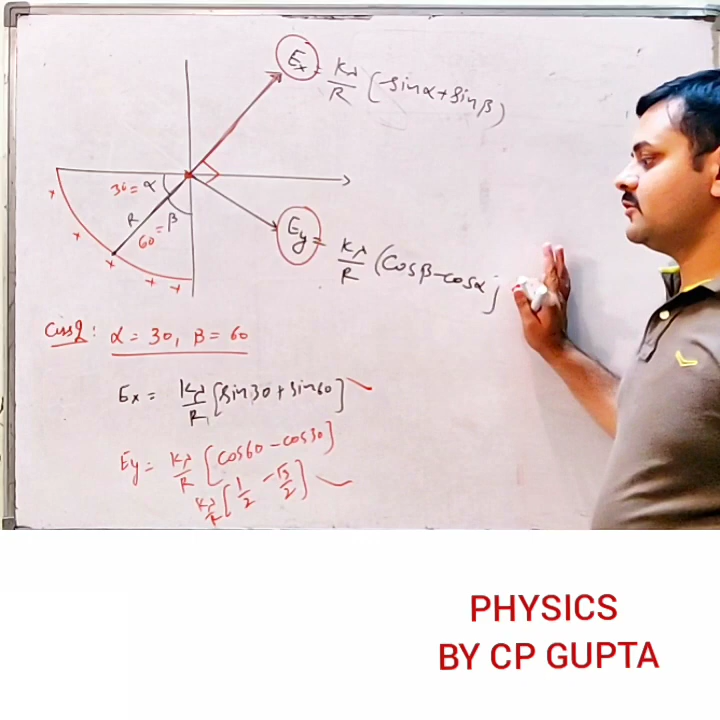 Ex = Kλ/R [sinα+sinβ)
30 = α
R
β
60 =
Ey = Kλ/R (cosβ-cosα)
Case 2 : α = 30, β = 60
Ex = Kλ/R [sin30 + sin60]
Ey = Kλ/R [cos60 - cos30]
Kλ/R [1/2 - √3/2]
PHYSICS
BY CP GUPTA